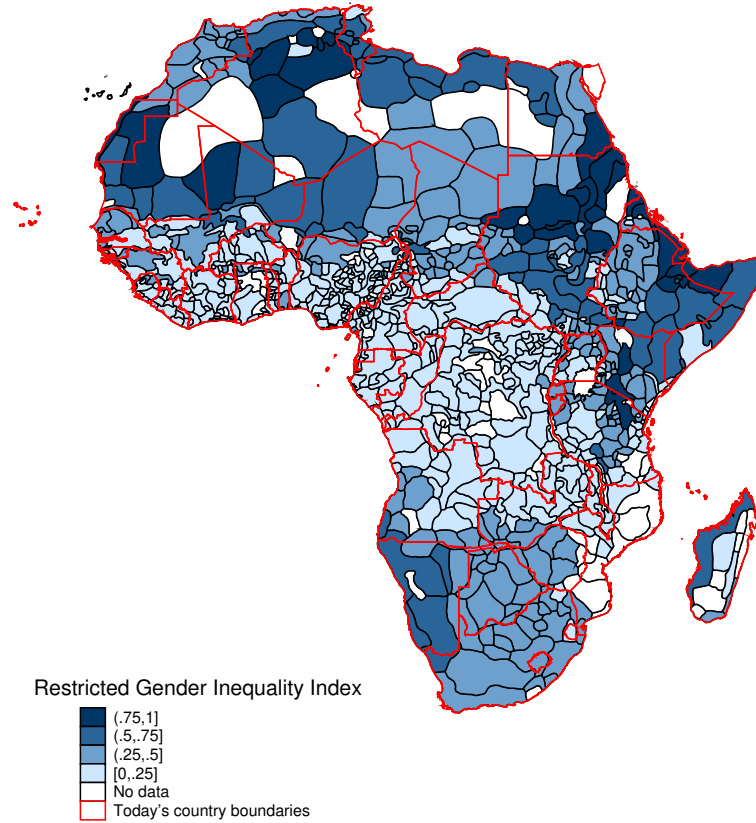 Restricted Gender Inequality Index
(.75,1]
(.5,.75]
(.25,.5]
[0,.25]
No data
Today's country boundaries